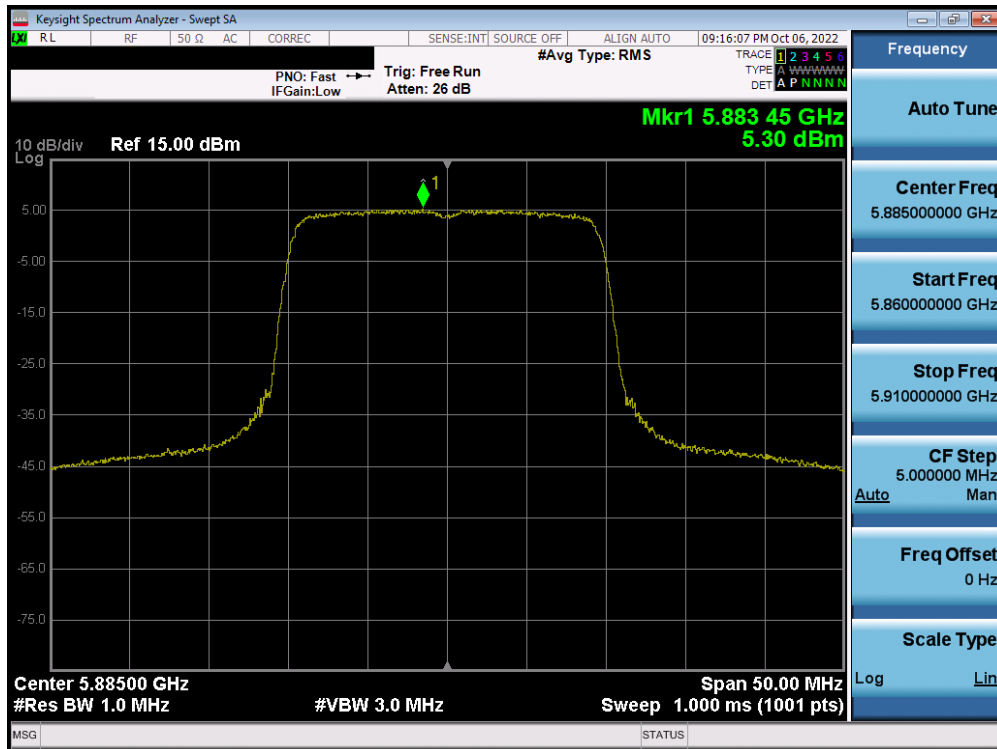 Keysight Spectrum Analyzer - Swept SA
LXI RL RF 50 Ω AC CORREC SENSE:INT SOURCE OFF ALIGN AUTO 09:16:07 PM Oct 06, 2022
#Avg Type: RMS
TRACE 1 2 3 4 5 6
TYPE A WWWWW
DET A P N N N N
PNO: Fast
IFGain:Low
Trig: Free Run
Atten: 26 dB
Mkr1 5.883 45 GHz
5.30 dBm
10 dB/div
Log
Ref 15.00 dBm
1
5.00
-5.00
-15.0
-25.0
-35.0
-45.0
-55.0
-65.0
-75.0
Center 5.88500 GHz
Span 50.00 MHz
#Res BW 1.0 MHz
#VBW 3.0 MHz
Sweep 1.000 ms (1001 pts)
MSG
STATUS
Frequency
Auto Tune
Center Freq
5.885000000 GHz
Start Freq
5.860000000 GHz
Stop Freq
5.910000000 GHz
CF Step
5.000000 MHz
Auto Man
Freq Offset
0 Hz
Scale Type
Log Lin